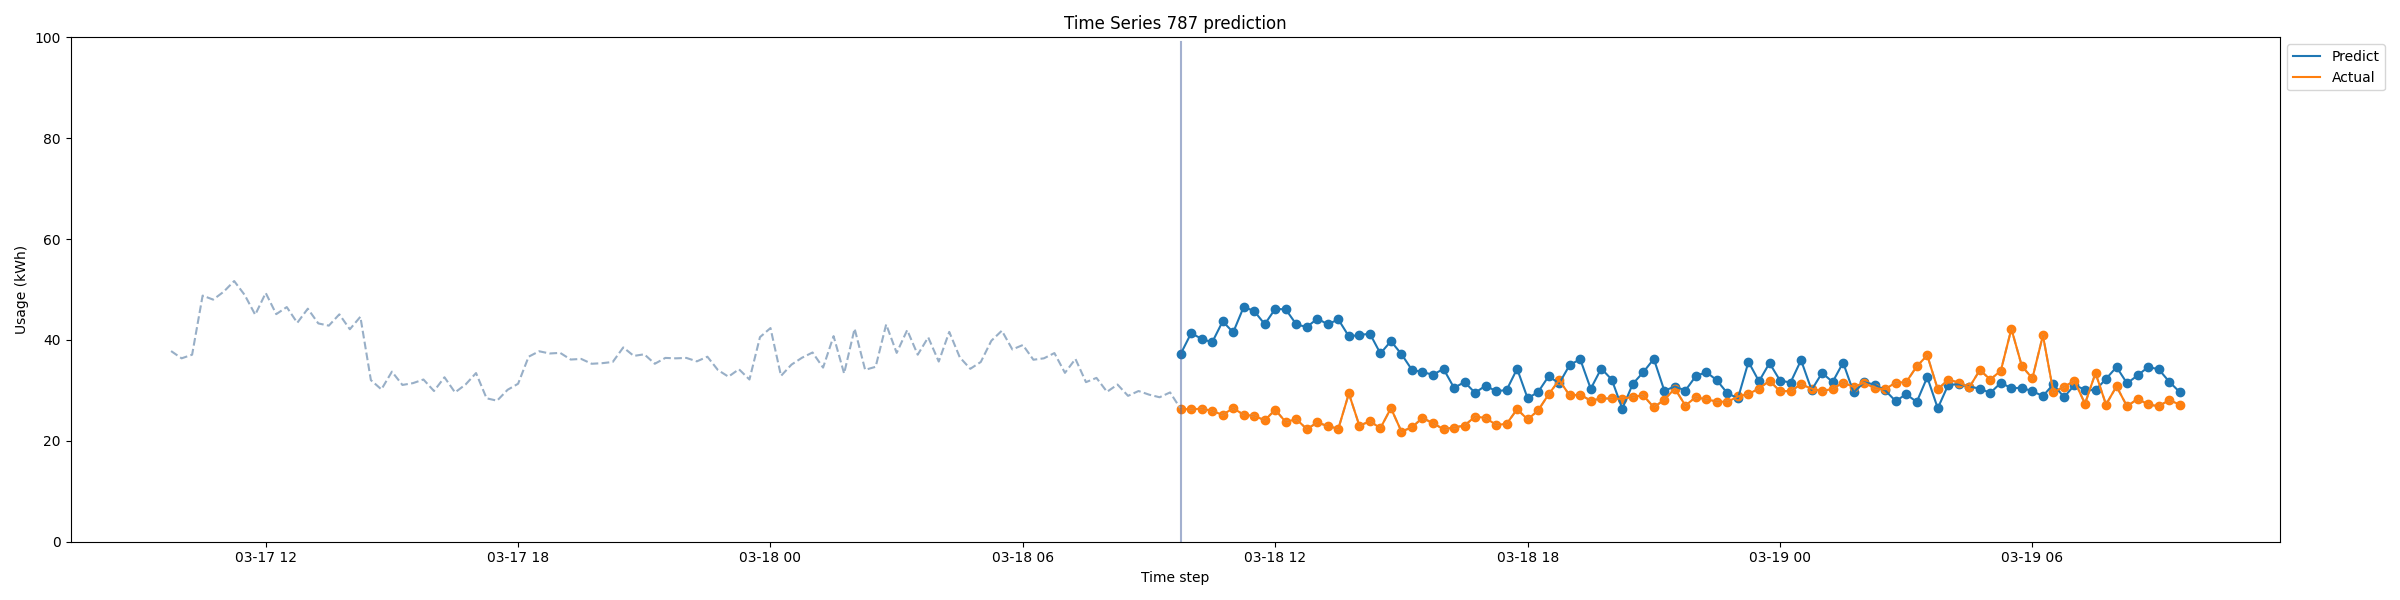 Time Series 787 prediction
Predict
Actual
Usage (kWh)
100
80
60
40
20
0
03-17 12
03-17 18
03-18 00
03-18 06
03-18 12
03-18 18
03-19 00
03-19 06
Time step